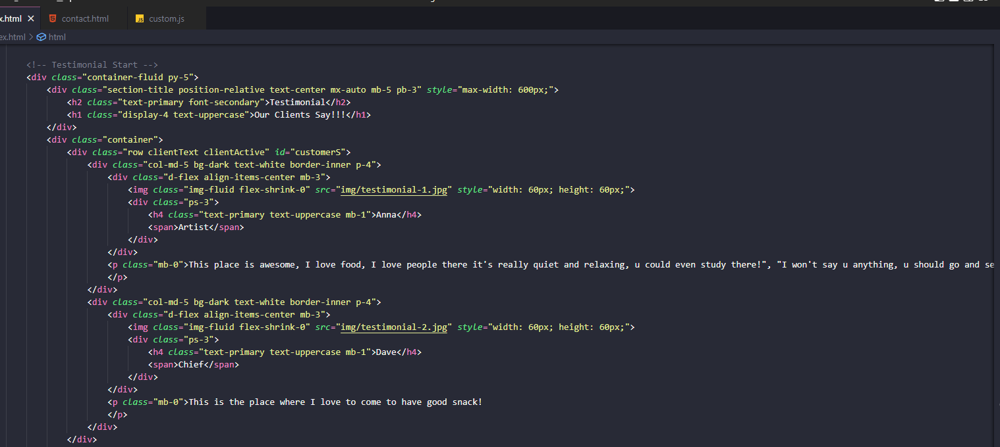 x.html × contact.html JS custom.js
ex.html > html
<!-- Testimonial Start -->
<div class="container-fluid py-5">
<div class="section-title position-relative text-center mx-auto mb-5 pb-3" style="max-width: 600px;">
<h2 class="text-primary font-secondary">Testimonial</h2>
<h1 class="display-4 text-uppercase">Our Clients Say!!!</h1>
</div>
<div class="container">
<div class="row clientText clientActive" id="customerS">
<div class="col-md-5 bg-dark text-white border-inner p-4">
<div class="d-flex align-items-center mb-3">
<img class="img-fluid flex-shrink-0" src="img/testimonial-1.jpg" style="width: 60px; height: 60px;">
<div class="ps-3">
<h4 class="text-primary text-uppercase mb-1">Anna</h4>
<span>Artist</span>
</div>
</div>
<p class="mb-0">This place is awesome, I love food, I love people there it's really quiet and relaxing, u could even study there!", "I won't say u anything, u should go and se
</p>
</div>
<div class="col-md-5 bg-dark text-white border-inner p-4">
<div class="d-flex align-items-center mb-3">
<img class="img-fluid flex-shrink-0" src="img/testimonial-2.jpg" style="width: 60px; height: 60px;">
<div class="ps-3">
<h4 class="text-primary text-uppercase mb-1">Dave</h4>
<span>Chief</span>
</div>
</div>
<p class="mb-0">This is the place where I love to come to have good snack!
</p>
</div>
</div>